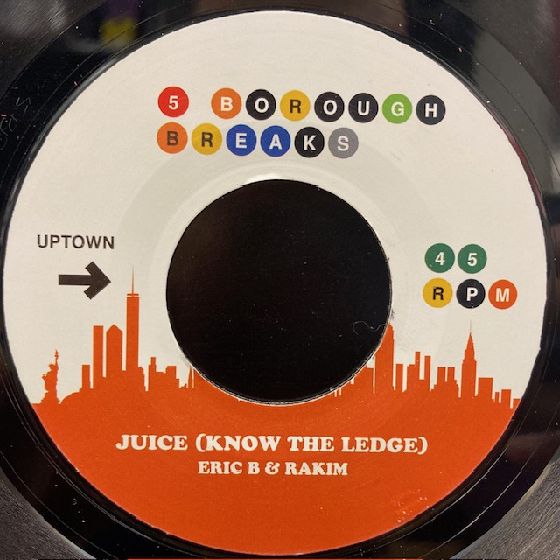 5 BOROUGH
BREAKS
UPTOWN
45
RPM
JUICE (KNOW THE LEDGE)
ERIC B & RAKIM